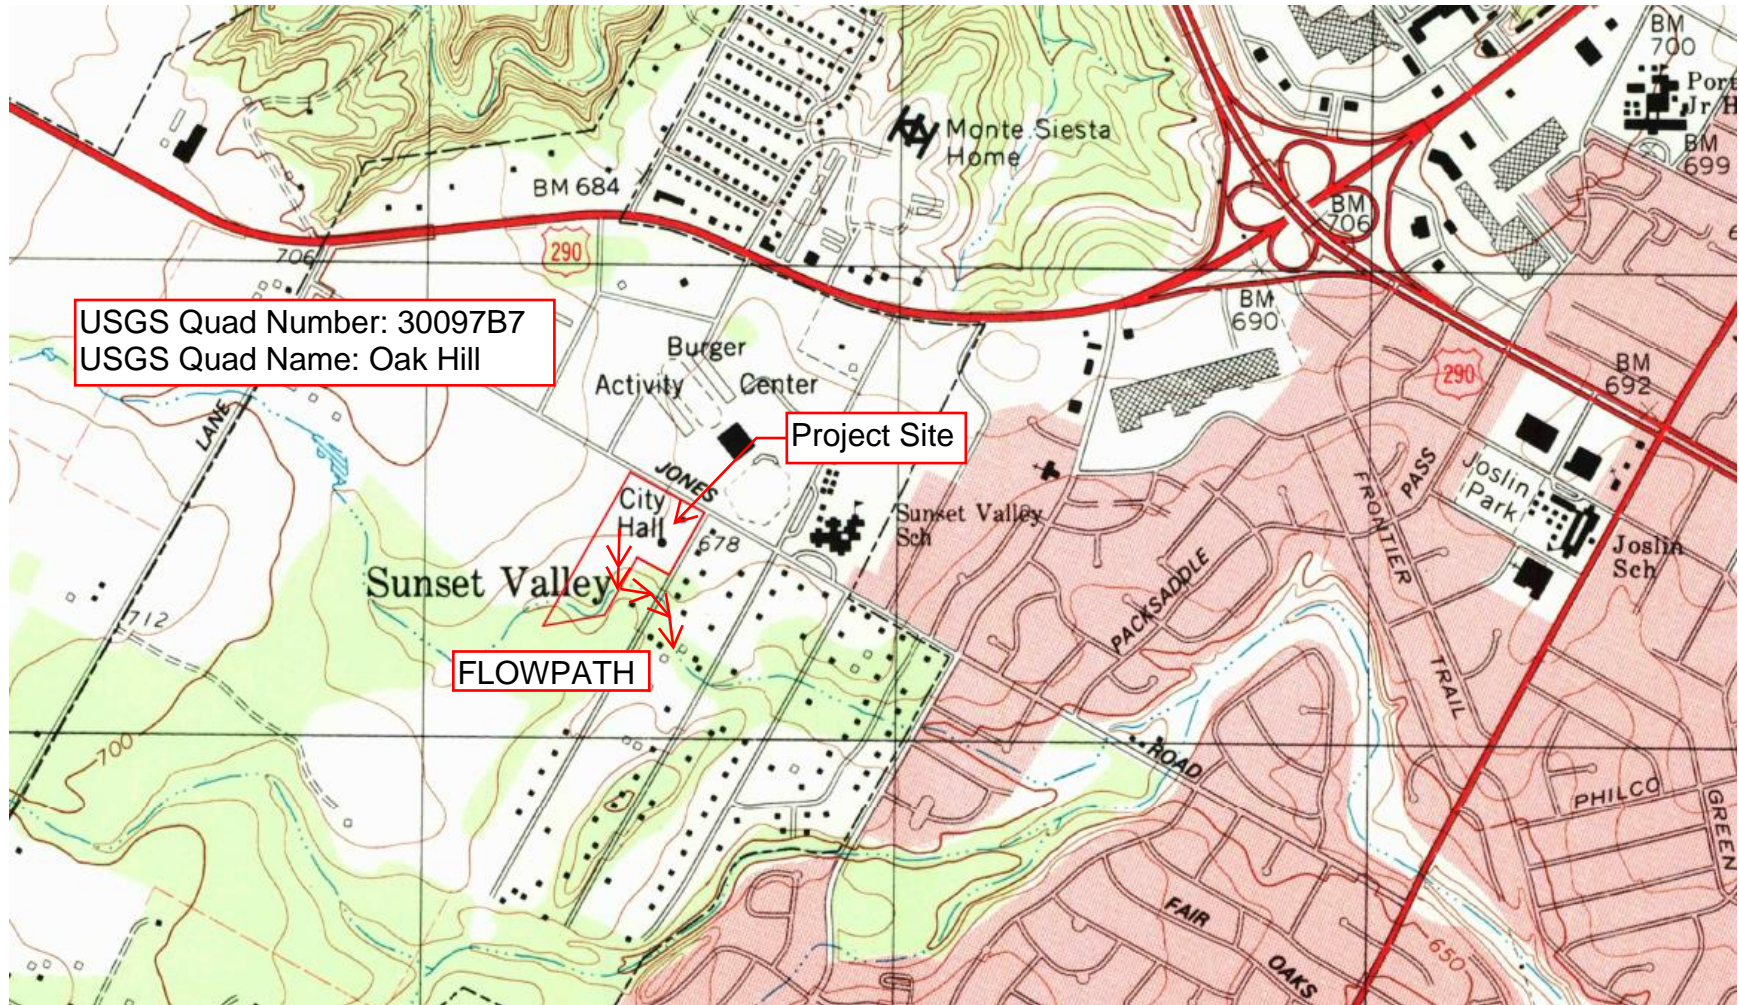 BM
700
Port
Jr H
BM
699
Monte Siesta
Home
BM 684
BM
706
706
290
BM
690
USGS Quad Number: 30097B7
USGS Quad Name: Oak Hill
Burger
Activity Center
290
BM
692
LANE
Project Site
JONES
City
Hall
678
Sunset Valley
Sch
FRONTIER
PASS
Joslin
Park
Joslin
Sch
PACKSADDLE
Sunset Valley
712
FLOWPATH
TRAIL
700
ROAD
PHILCO
GREEN
FAIR
OAKS
650